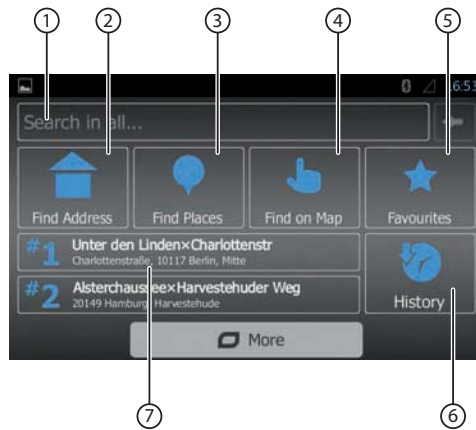 1 2 3 4 5
16:53
Search in all...
Find Address Find Places Find on Map Favourites
#1 Unter den Linden×Charlottenstr
Charlottenstraße, 10117 Berlin, Mitte
#2 Alsterchaussee×Harvestehuder Weg
20149 Hamburg, Harvestehude
History
More
7 6